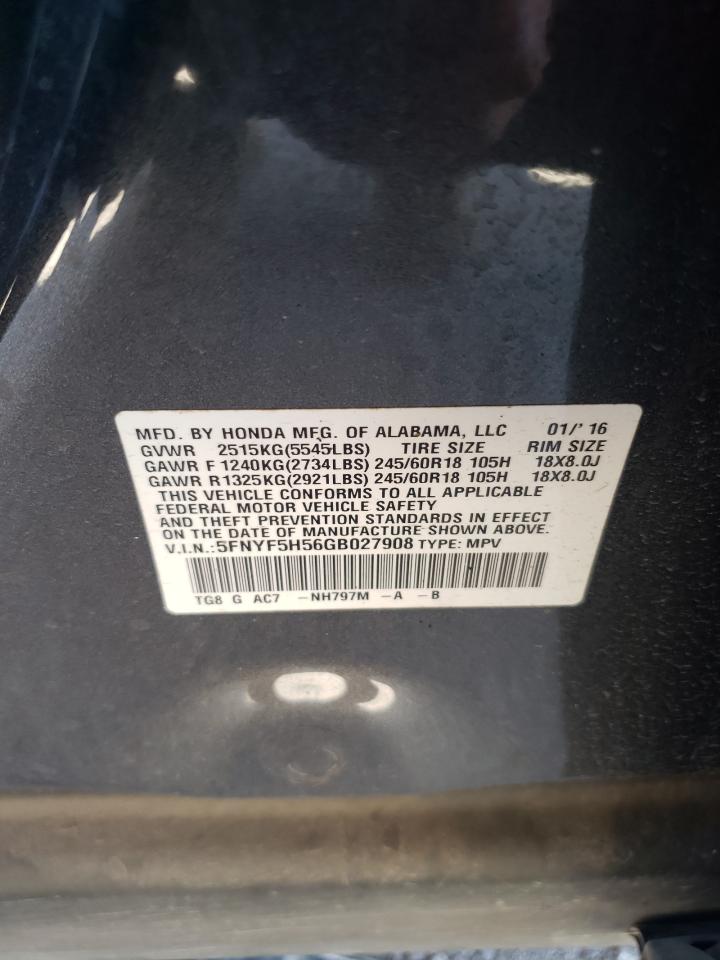 MFD. BY HONDA MFG. OF ALABAMA, LLC 01/'16
GVWR 2515KG(5545LBS) TIRE SIZE RIM SIZE
GAWR F 1240KG(2734LBS) 245/60R18 105H 18X8.0J
GAWR R1325KG(2921LBS) 245/60R18 105H 18X8.0J
THIS VEHICLE CONFORMS TO ALL APPLICABLE
FEDERAL MOTOR VEHICLE SAFETY
AND THEFT PREVENTION STANDARDS IN EFFECT
ON THE DATE OF MANUFACTURE SHOWN ABOVE.
V.I.N.:5FNYF5H56GB027908 TYPE: MPV
TG8 G AC7 -NH797M -A -B